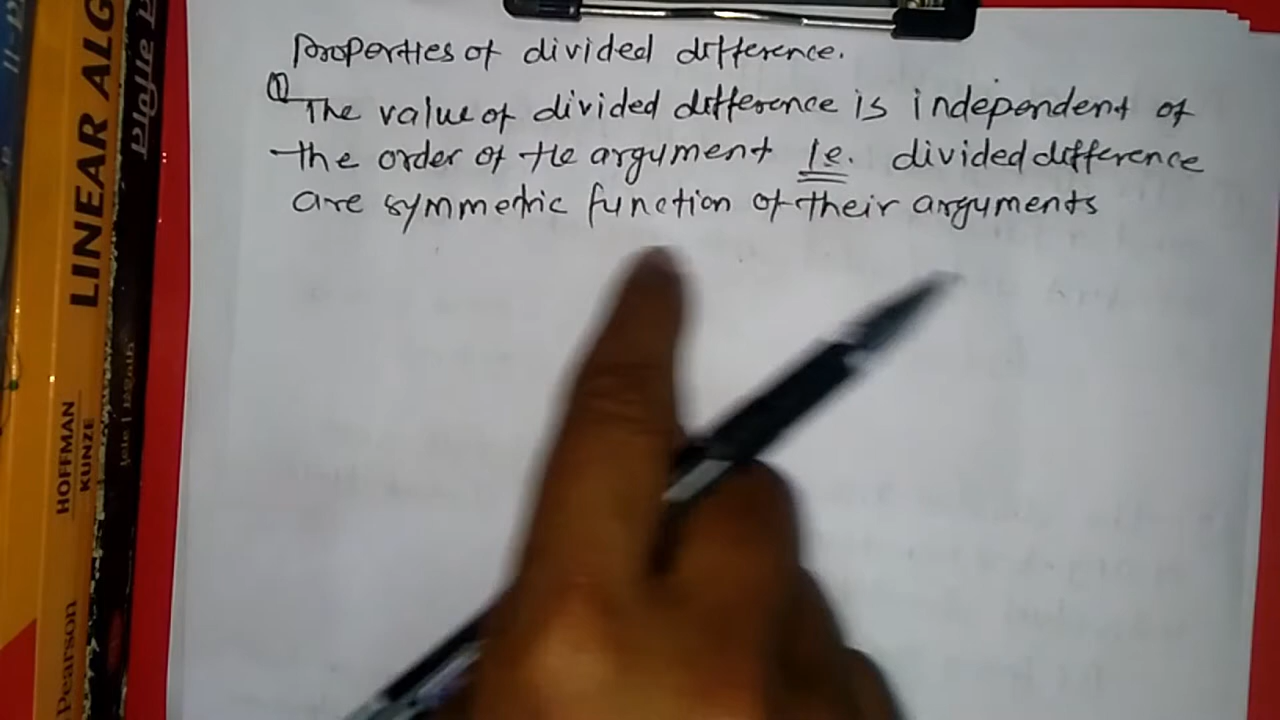 Properties of divided difference.
① The value of divided difference is independent of
the order of the argument ie. divided difference
are symmetric function of their arguments
LINEAR ALG
HOFFMAN
KUNZE
Pearson